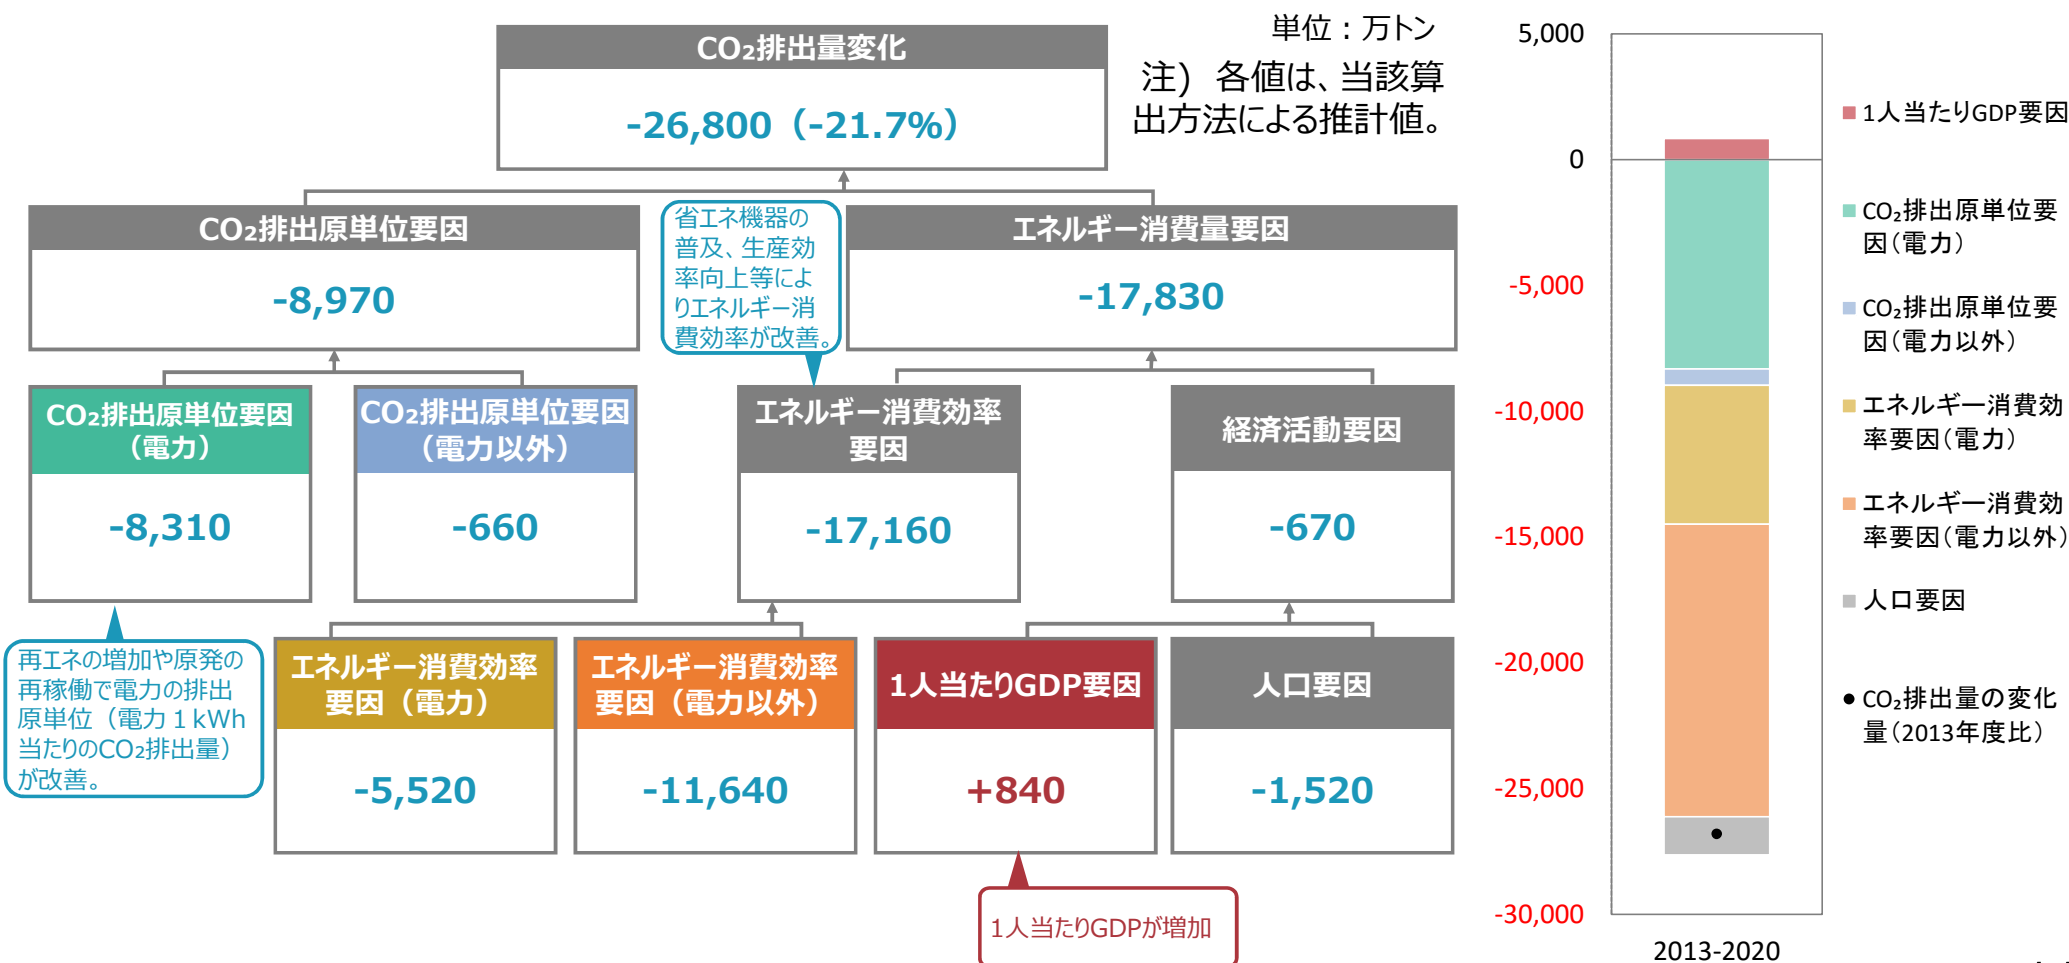 CO₂排出量変化
-26,800（-21.7%）
単位：万トン
注）各値は、当該算
出方法による推計値。
CO₂排出原単位要因
-8,970
省エネ機器の
普及、生産効
率向上等によ
りエネルギー消
費効率が改善。
エネルギー消費量要因
-17,830
CO₂排出原単位要因
（電力）
-8,310
CO₂排出原単位要因
（電力以外）
-660
エネルギー消費効率
要因
-17,160
経済活動要因
-670
再エネの増加や原発の
再稼働で電力の排出
原単位（電力１kWh
当たりのCO₂排出量）
が改善。
エネルギー消費効率
要因（電力）
-5,520
エネルギー消費効率
要因（電力以外）
-11,640
1人当たりGDP要因
+840
人口要因
-1,520
1人当たりGDPが増加
5,000
0
-5,000
-10,000
-15,000
-20,000
-25,000
-30,000
2013-2020
1人当たりGDP要因
CO₂排出原単位要
因（電力）
CO₂排出原単位要
因（電力以外）
エネルギー消費効
率要因（電力）
エネルギー消費効
率要因（電力以外）
人口要因
CO₂排出量の変化
量（2013年度比）